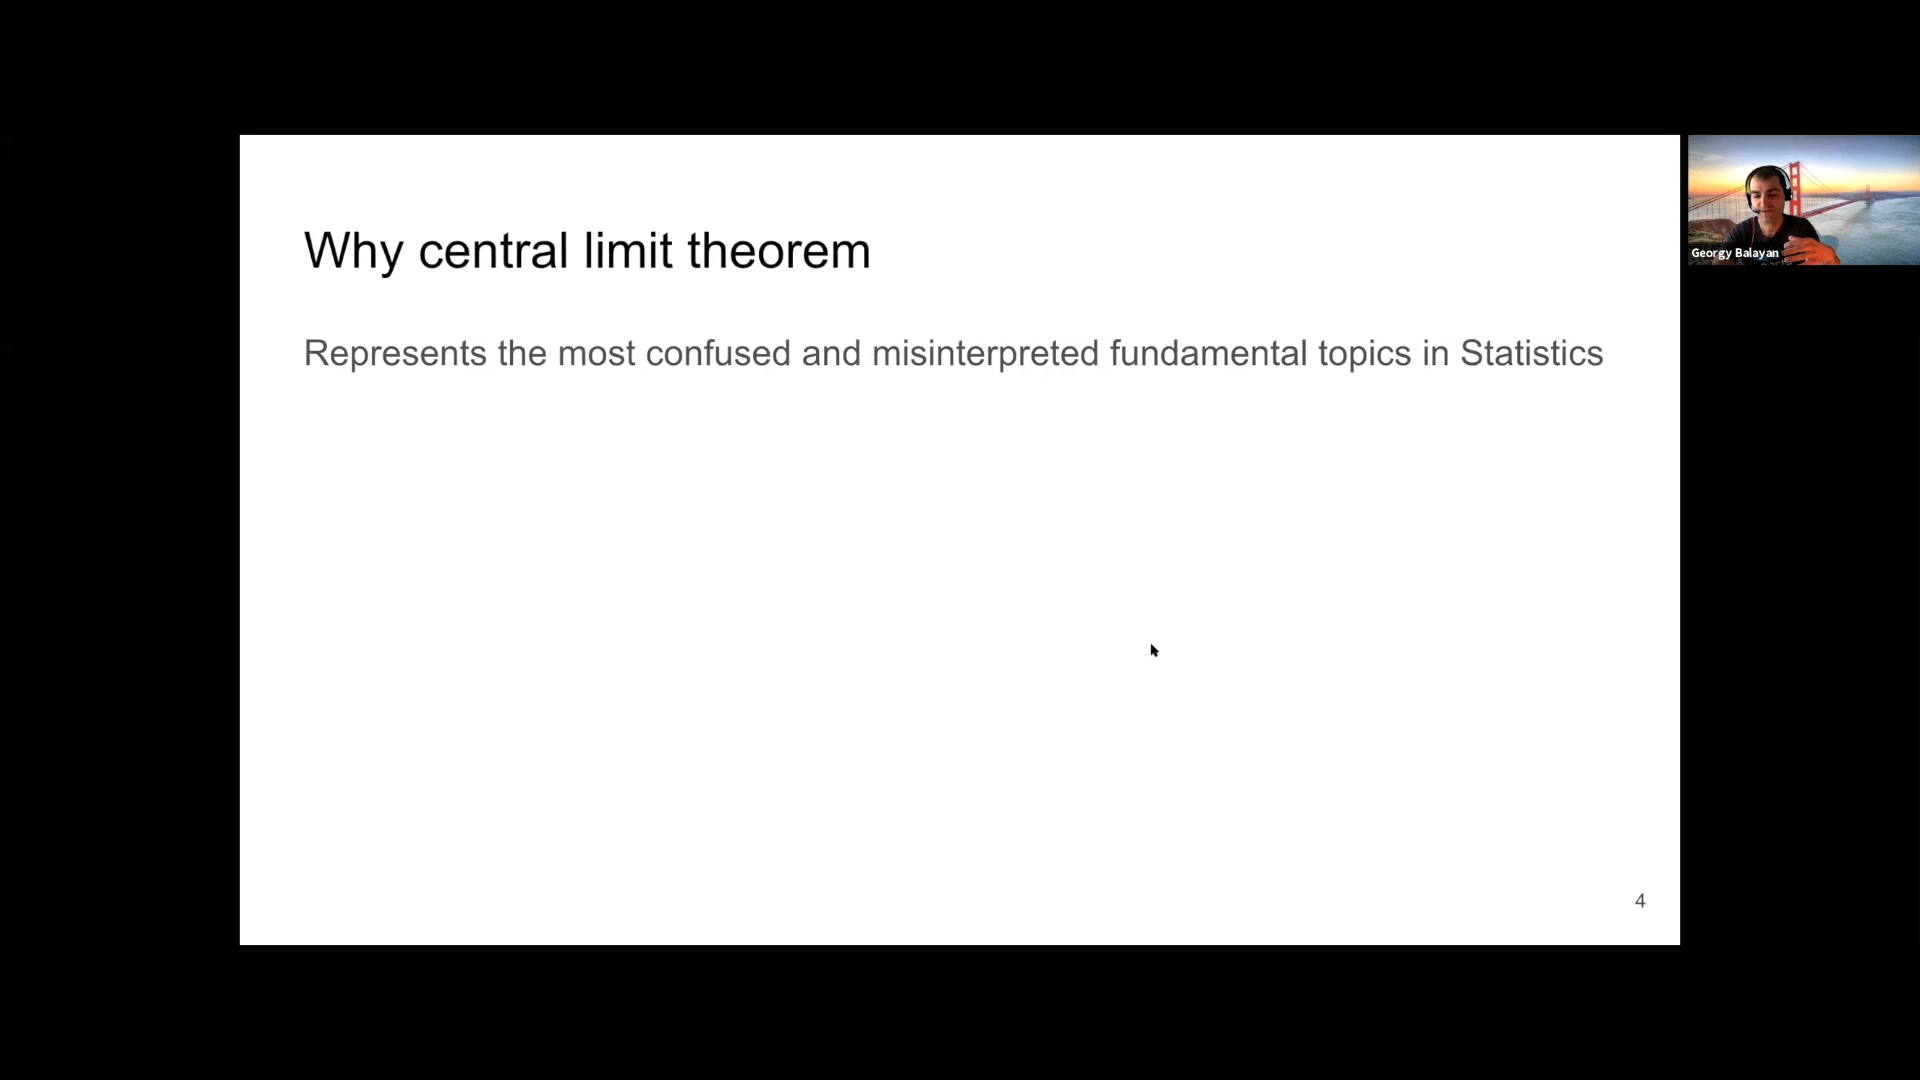 Why central limit theorem
Represents the most confused and misinterpreted fundamental topics in Statistics
Georgy Balayan
4